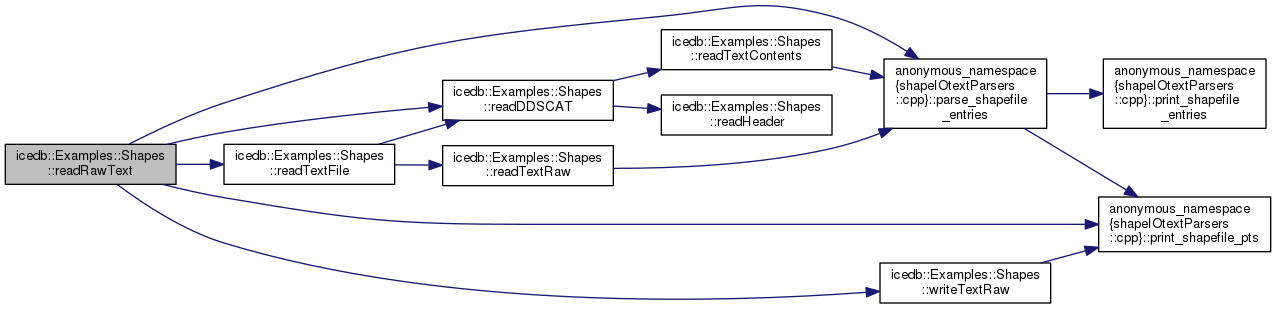 icedb::Examples::Shapes
::readRawText
icedb::Examples::Shapes
::readTextFile
icedb::Examples::Shapes
::readDDSCAT
icedb::Examples::Shapes
::readTextRaw
icedb::Examples::Shapes
::readTextContents
icedb::Examples::Shapes
::readHeader
anonymous_namespace
{shapeIOtextParsers
::cpp}::parse_shapefile
_entries
icedb::Examples::Shapes
::writeTextRaw
anonymous_namespace
{shapeIOtextParsers
::cpp}::print_shapefile
_entries
anonymous_namespace
{shapeIOtextParsers
::cpp}::print_shapefile_pts